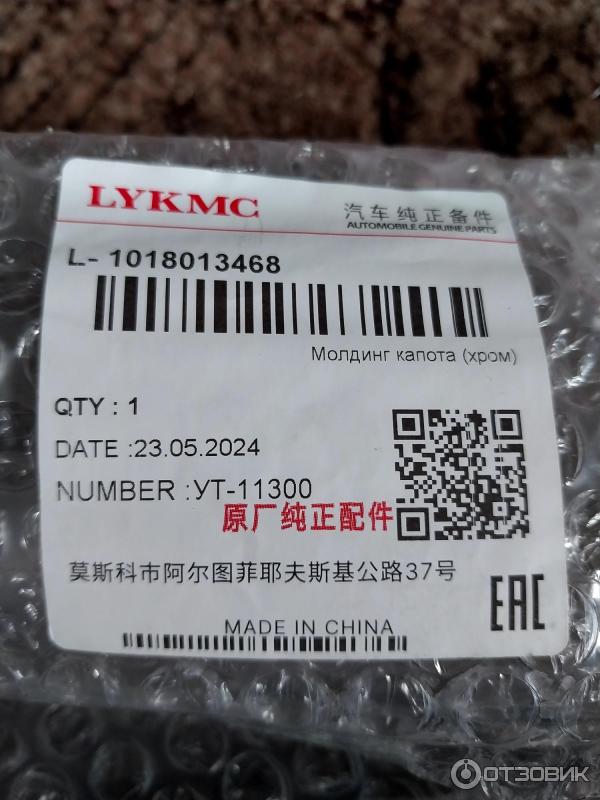 LYKMC
汽车纯正备件
AUTOMOBILE GENUINE PARTS
L- 1018013468
Молдинг капота (хром)
QTY : 1
DATE :23.05.2024
NUMBER :УТ-11300
原厂纯正配件
莫斯科市阿尔图菲耶夫斯基公路37号
EAC
MADE IN CHINA
ОТЗОВИК